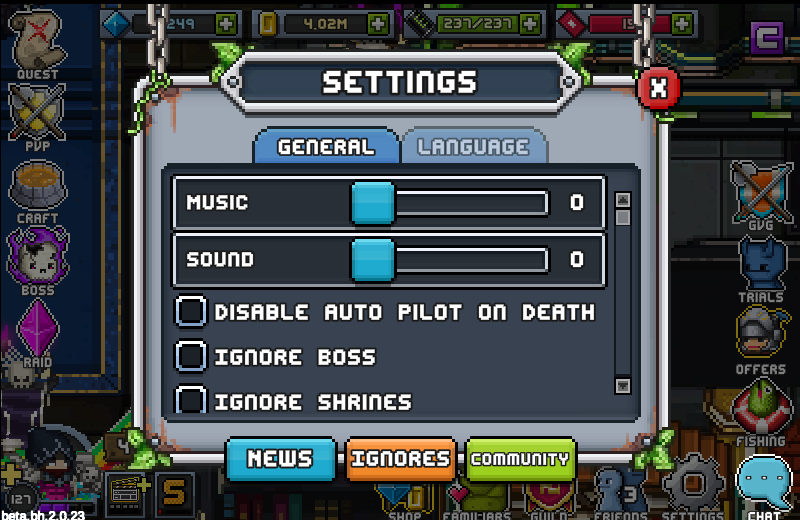 249
4.02M
237/237
C
SETTINGS
X
GENERAL
LANGUAGE
MUSIC
0
SOUND
0
DISABLE AUTO PILOT ON DEATH
IGNORE BOSS
IGNORE SHRINES
NEWS
IGNORES
COMMUNITY
QUEST
PVP
CRAFT
BOSS
RAID
GVG
TRIALS
OFFERS
FISHING
127
4
S
3
SHOP
FAMILIARS
GUILD
FRIENDS
SETTINGS
CHAT
beta.bh.2.0.23